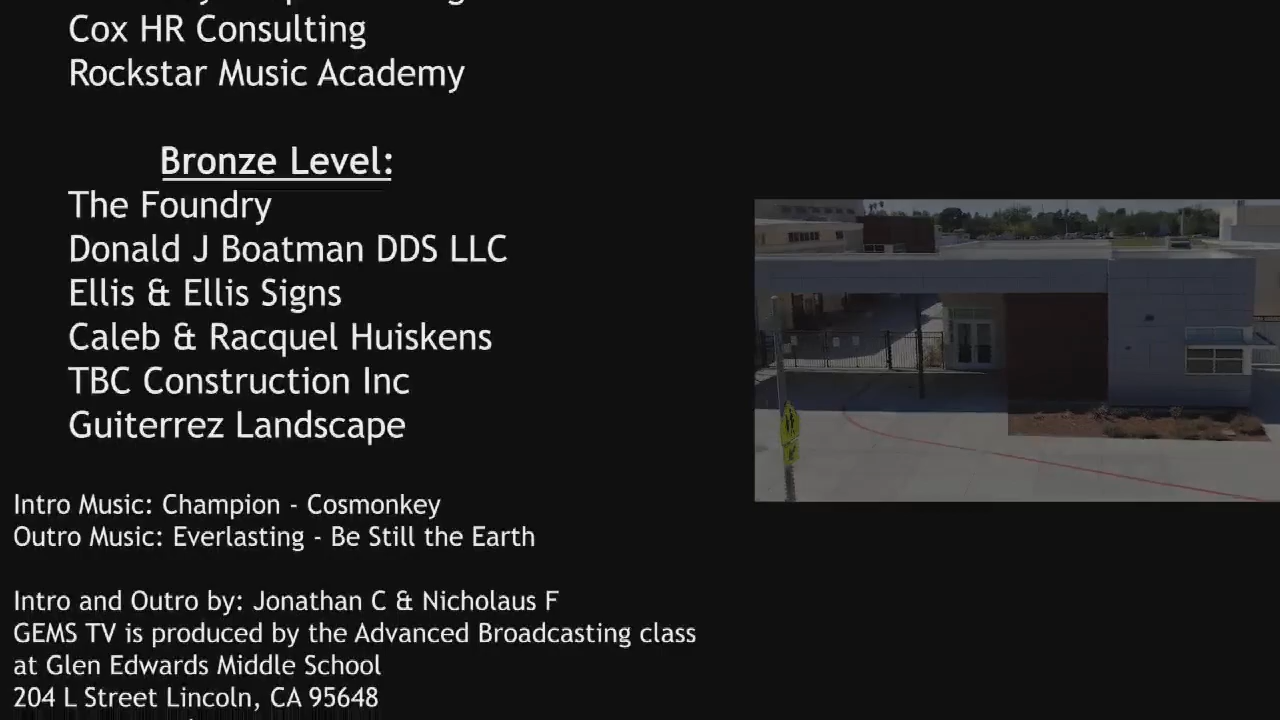 Cox HR Consulting
Rockstar Music Academy
Bronze Level:
The Foundry
Donald J Boatman DDS LLC
Ellis & Ellis Signs
Caleb & Racquel Huiskens
TBC Construction Inc
Guiterrez Landscape
Intro Music: Champion - Cosmonkey
Outro Music: Everlasting - Be Still the Earth
Intro and Outro by: Jonathan C & Nicholaus F
GEMS TV is produced by the Advanced Broadcasting class
at Glen Edwards Middle School
204 L Street Lincoln, CA 95648